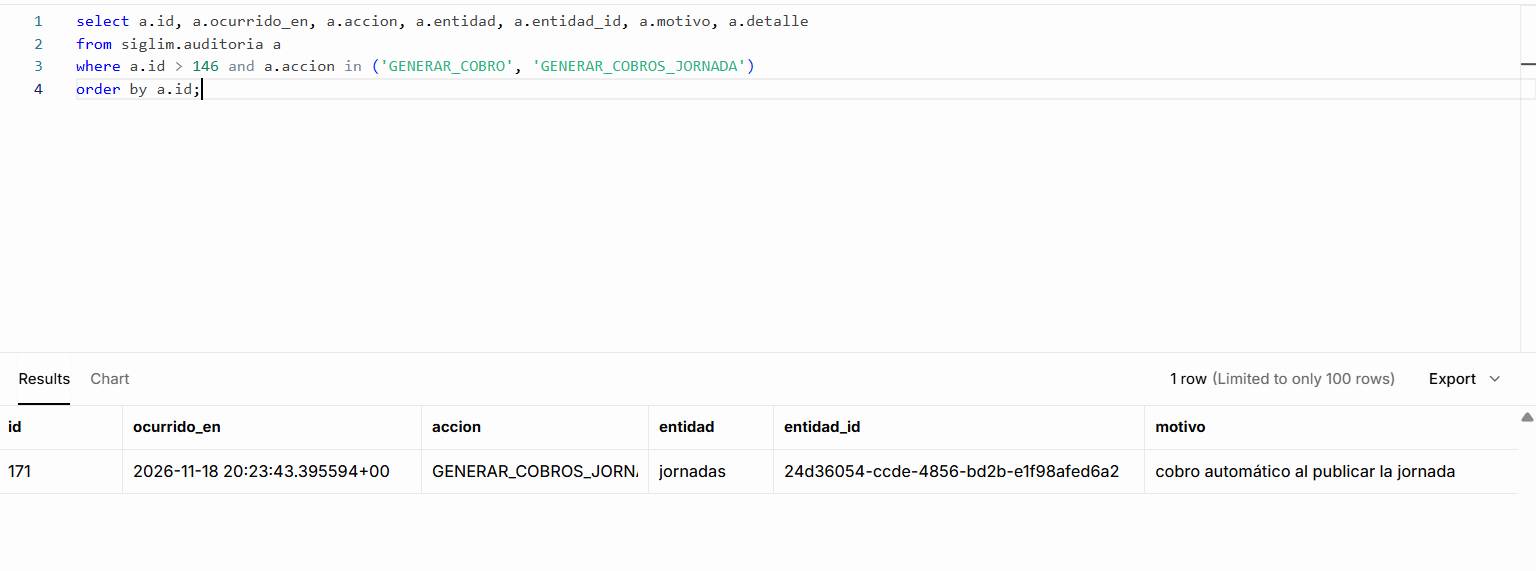 1 select a.id, a.ocurrido_en, a.accion, a.entidad, a.entidad_id, a.motivo, a.detalle
2 from siglim.auditoria a
3 where a.id > 146 and a.accion in ('GENERAR_COBRO', 'GENERAR_COBROS_JORNADA')
4 order by a.id;
Results Chart 1 row (Limited to only 100 rows) Export
id ocurrido_en accion entidad entidad_id motivo
171 2026-11-18 20:23:43.395594+00 GENERAR_COBROS_JORN jornadas 24d36054-ccde-4856-bd2b-e1f98afed6a2 cobro automático al publicar la jornada